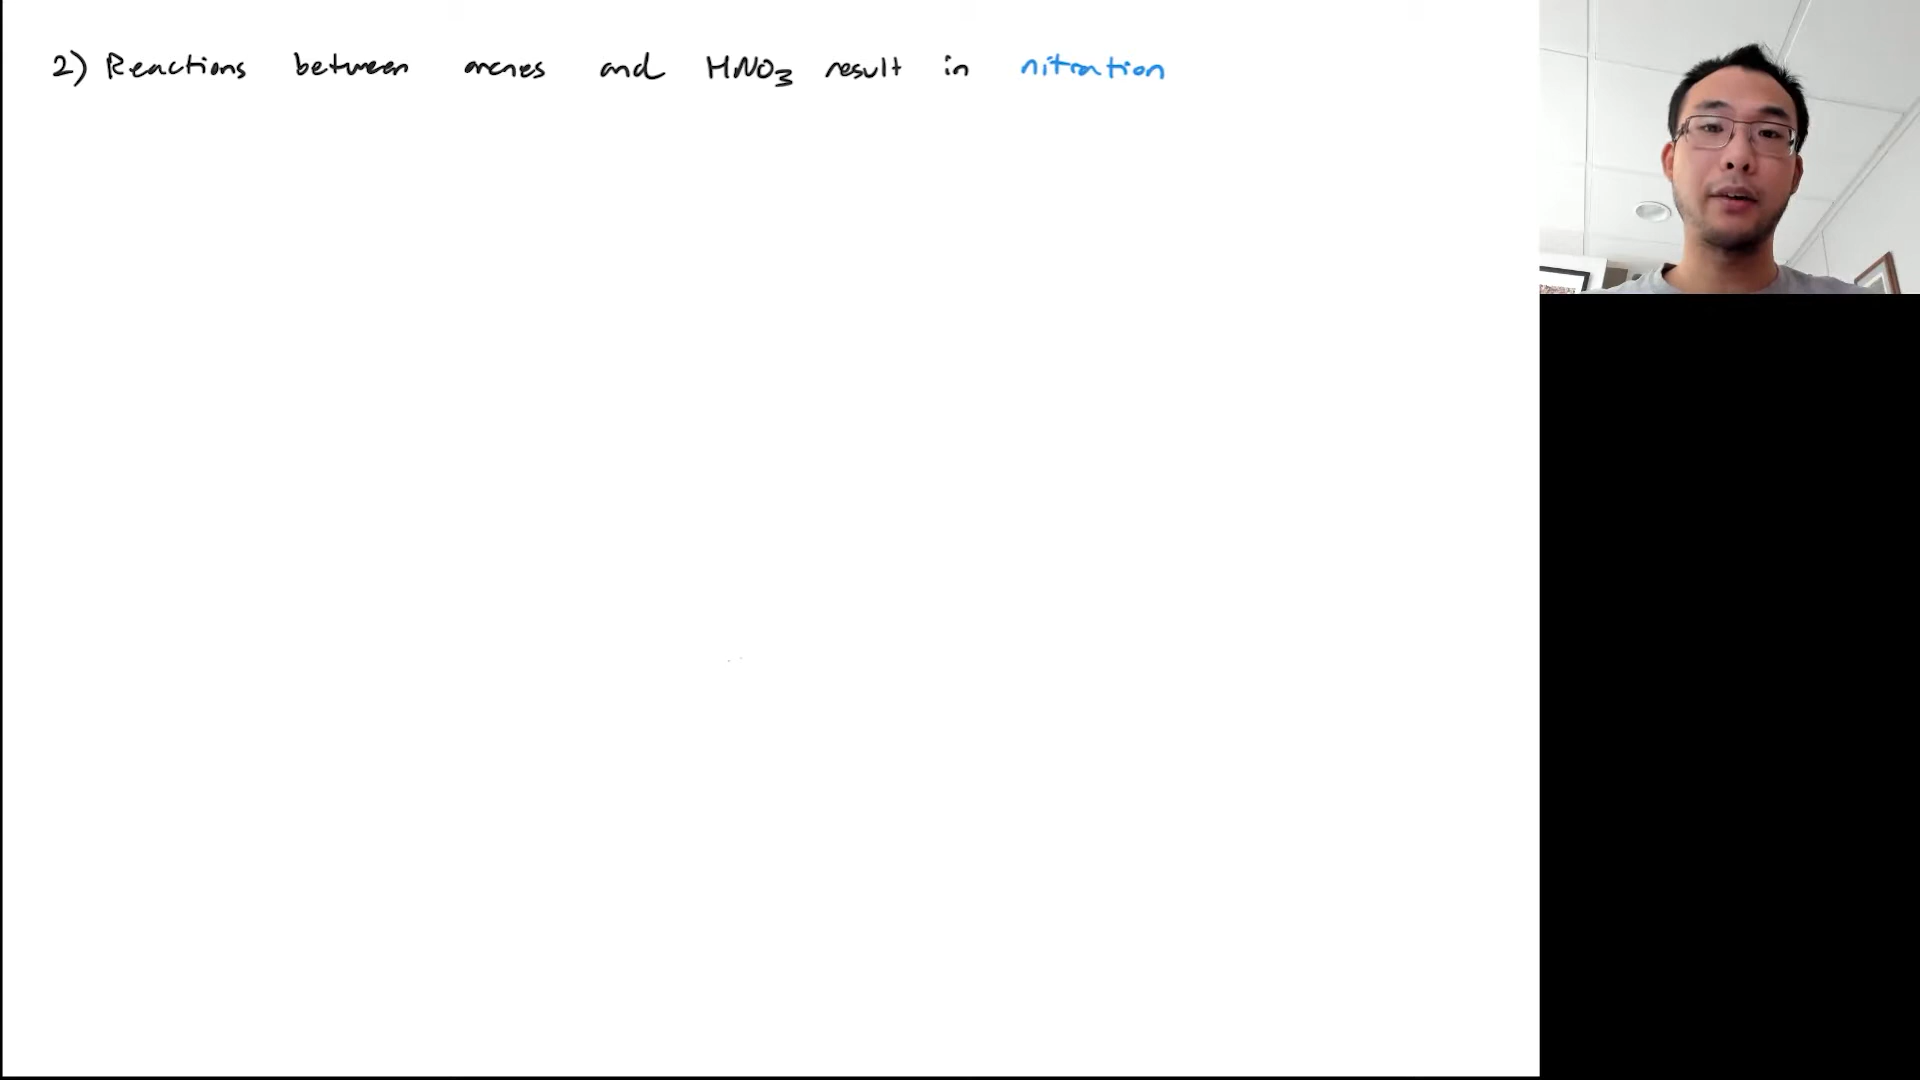 2) Reactions between arenes and HNO₃ result in nitration